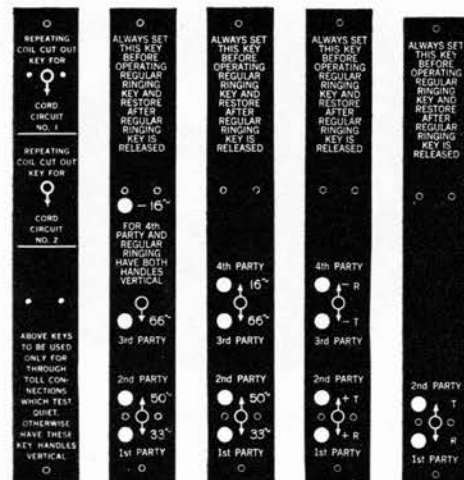 REPEATING
COIL CUT OUT
KEY FOR
CORD
CIRCUIT
NO. 1
REPEATING
COIL CUT OUT
KEY FOR
CORD
CIRCUIT
NO. 2
ABOVE KEYS
TO BE USED
ONLY FOR
THROUGH
TOLL CON-
NECTIONS
WHICH TEST
QUIET.
OTHERWISE
HAVE THESE
KEY HANDLES
VERTICAL
ALWAYS SET
THIS KEY
BEFORE
OPERATING
REGULAR
RINGING
KEY AND
RESTORE
AFTER
REGULAR
RINGING
KEY IS
RELEASED
– 16~
FOR 4th
PARTY AND
REGULAR
RINGING
HAVE BOTH
HANDLES
VERTICAL
66~
3rd PARTY
2nd PARTY
50~
33~
1st PARTY
ALWAYS SET
THIS KEY
BEFORE
OPERATING
REGULAR
RINGING
KEY AND
RESTORE
AFTER
REGULAR
RINGING
KEY IS
RELEASED
4th PARTY
16~
66~
3rd PARTY
2nd PARTY
50~
33~
1st PARTY
ALWAYS SET
THIS KEY
BEFORE
OPERATING
REGULAR
RINGING
KEY AND
RESTORE
AFTER
REGULAR
RINGING
KEY IS
RELEASED
4th PARTY
– R
– T
3rd PARTY
2nd PARTY
+ T
+ R
1st PARTY
ALWAYS SET
THIS KEY
BEFORE
OPERATING
REGULAR
RINGING
KEY AND
RESTORE
AFTER
REGULAR
RINGING
KEY IS
RELEASED
2nd PARTY
T
R
1st PARTY